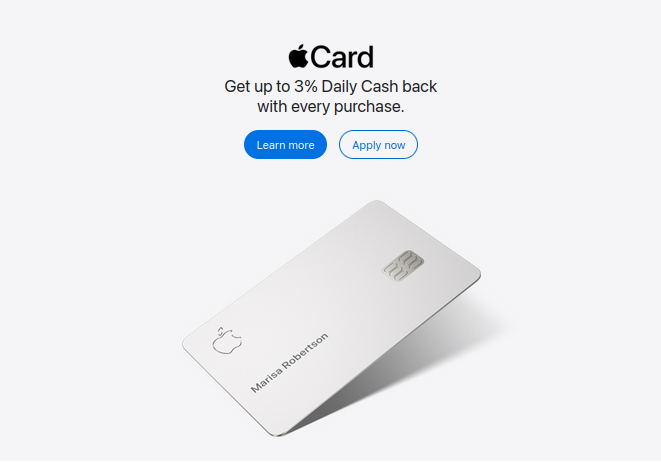 Card
Get up to 3% Daily Cash back
with every purchase.
Learn more
Apply now
Marisa Robertson